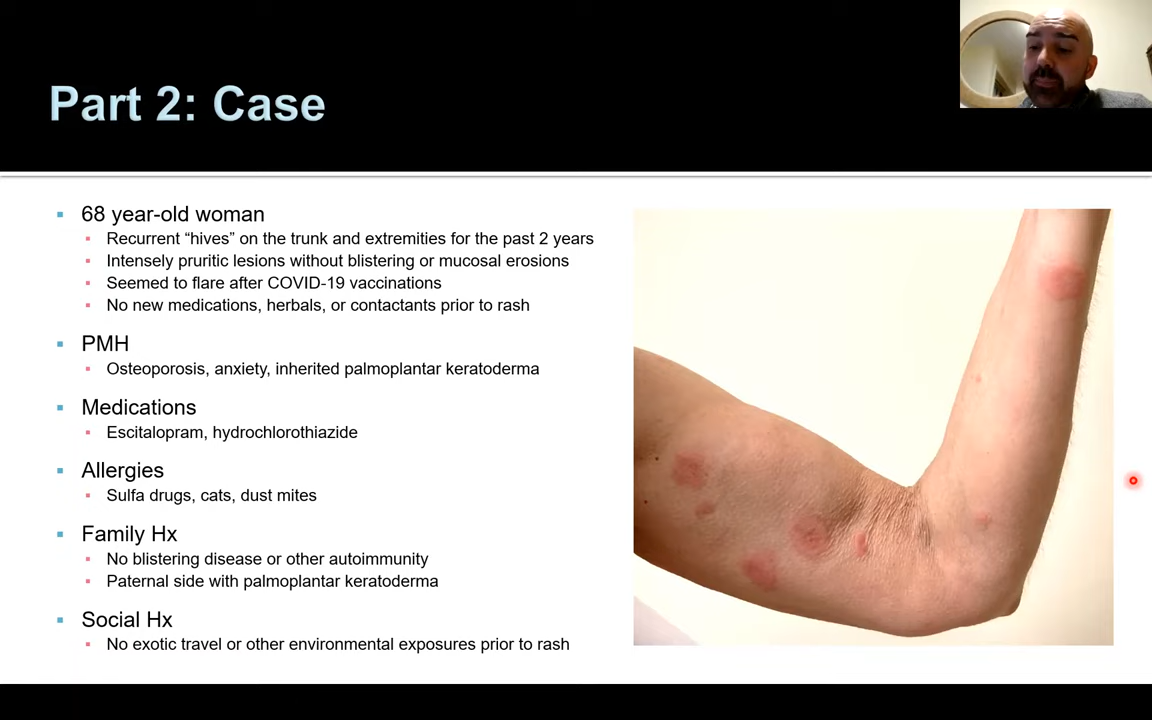 Part 2: Case
68 year-old woman
Recurrent “hives” on the trunk and extremities for the past 2 years
Intensely pruritic lesions without blistering or mucosal erosions
Seemed to flare after COVID-19 vaccinations
No new medications, herbals, or contactants prior to rash
PMH
Osteoporosis, anxiety, inherited palmoplantar keratoderma
Medications
Escitalopram, hydrochlorothiazide
Allergies
Sulfa drugs, cats, dust mites
Family Hx
No blistering disease or other autoimmunity
Paternal side with palmoplantar keratoderma
Social Hx
No exotic travel or other environmental exposures prior to rash